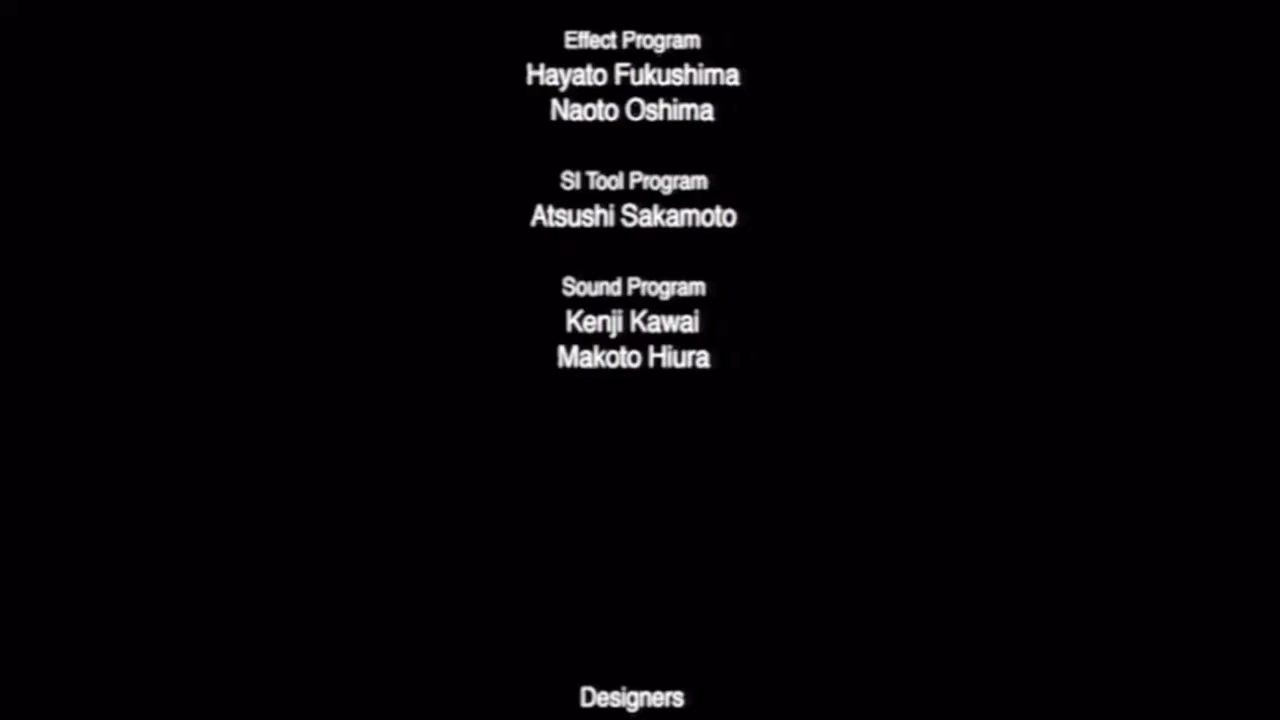 Effect Program
Hayato Fukushima
Naoto Oshima
SI Tool Program
Atsushi Sakamoto
Sound Program
Kenji Kawai
Makoto Hiura
Designers